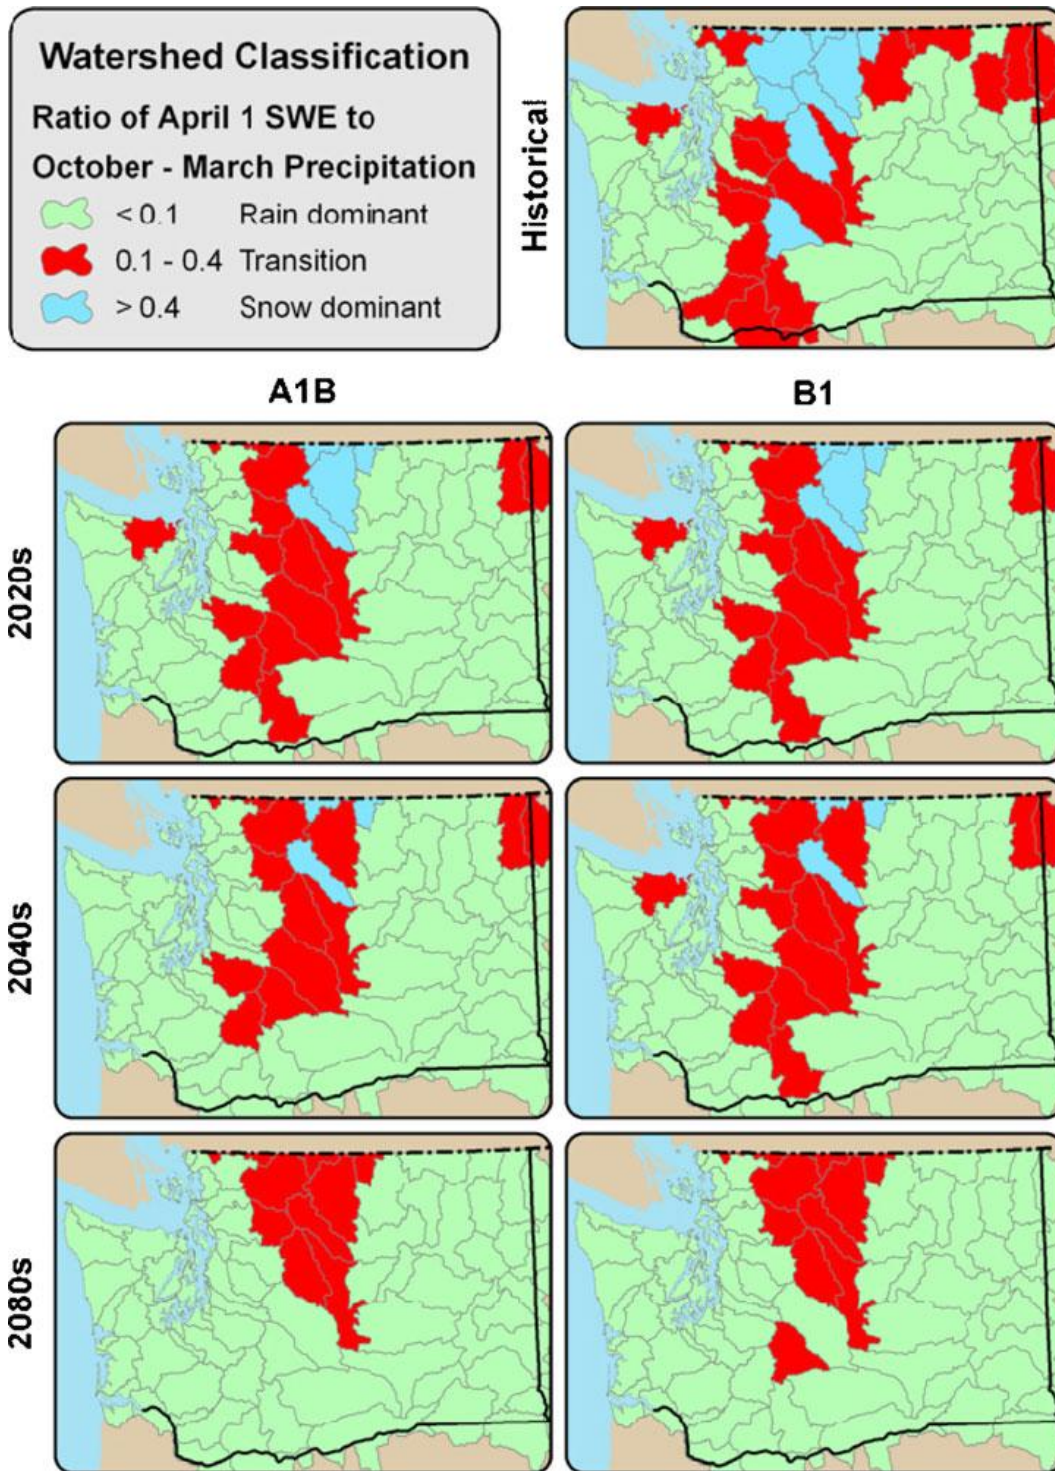 Watershed Classification
Ratio of April 1 SWE to
October - March Precipitation
< 0.1 Rain dominant
0.1 - 0.4 Transition
> 0.4 Snow dominant
Historical
A1B
B1
2020s
2040s
2080s